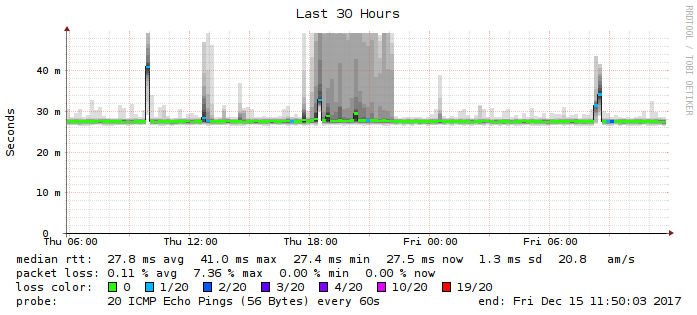 Last 30 Hours
RRDTOOL / TOBI OETIKER
Seconds
40 m
30 m
20 m
10 m
0
Thu 06:00 Thu 12:00 Thu 18:00 Fri 00:00 Fri 06:00
median rtt: 27.8 ms avg 41.0 ms max 27.4 ms min 27.5 ms now 1.3 ms sd 20.8 am/s
packet loss: 0.11 % avg 7.36 % max 0.00 % min 0.00 % now
loss color: 0 1/20 2/20 3/20 4/20 10/20 19/20
probe: 20 ICMP Echo Pings (56 Bytes) every 60s end: Fri Dec 15 11:50:03 2017